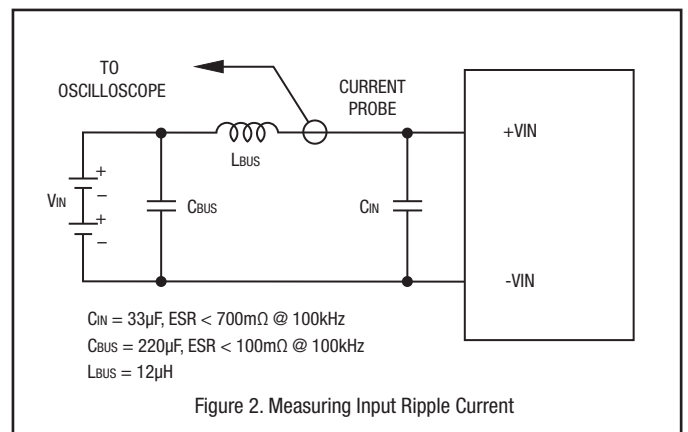 TO
OSCILLOSCOPE
CURRENT
PROBE
+VIN
LBUS
+
VIN
–
+
–
CBUS
CIN
-VIN
CIN = 33µF, ESR < 700mΩ @ 100kHz
CBUS = 220µF, ESR < 100mΩ @ 100kHz
LBUS = 12µH
Figure 2. Measuring Input Ripple Current